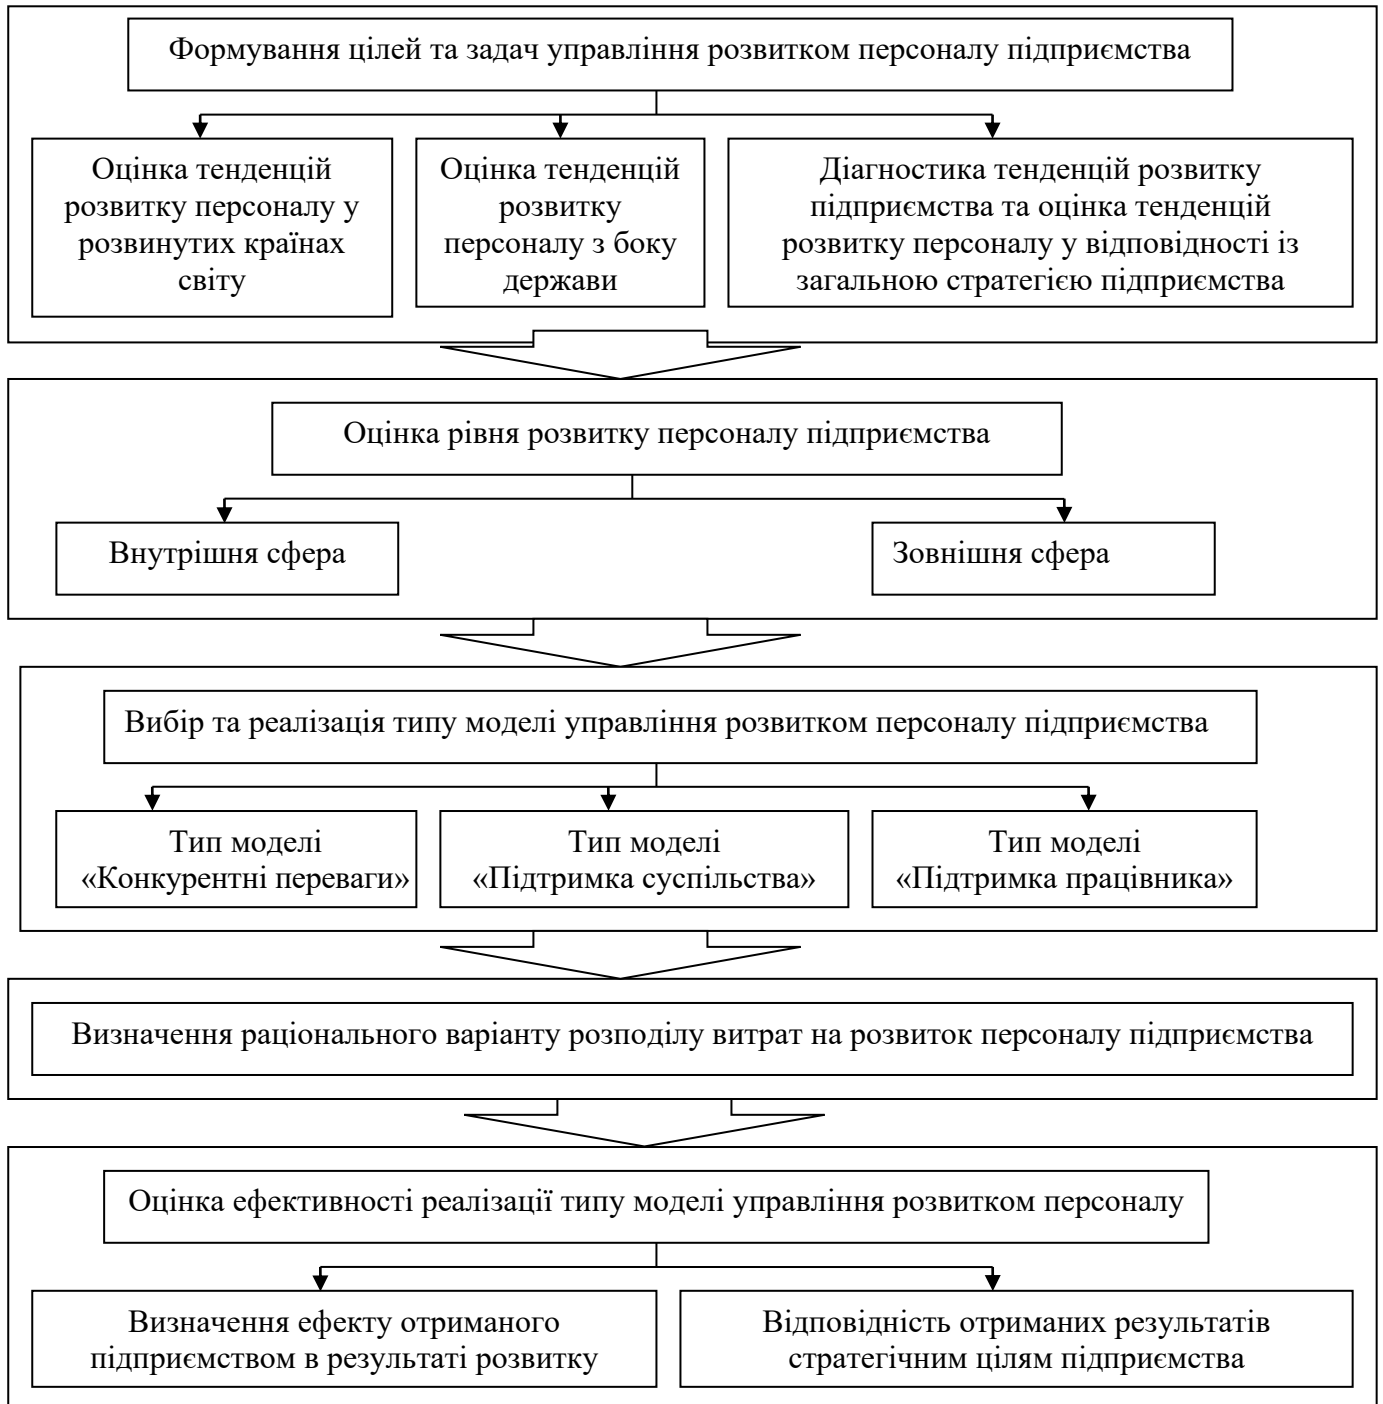 Формування цілей та задач управління розвитком персоналу підприємства
Оцінка тенденцій
розвитку персоналу у
розвинутих країнах
світу
Оцінка тенденцій
розвитку
персоналу з боку
держави
Діагностика тенденцій розвитку
підприємства та оцінка тенденцій
розвитку персоналу у відповідності із
загальною стратегією підприємства
Оцінка рівня розвитку персоналу підприємства
Внутрішня сфера
Зовнішня сфера
Вибір та реалізація типу моделі управління розвитком персоналу підприємства
Тип моделі
«Конкурентні переваги»
Тип моделі
«Підтримка суспільства»
Тип моделі
«Підтримка працівника»
Визначення раціонального варіанту розподілу витрат на розвиток персоналу підприємства
Оцінка ефективності реалізації типу моделі управління розвитком персоналу
Визначення ефекту отриманого
підприємством в результаті розвитку
Відповідність отриманих результатів
стратегічним цілям підприємства